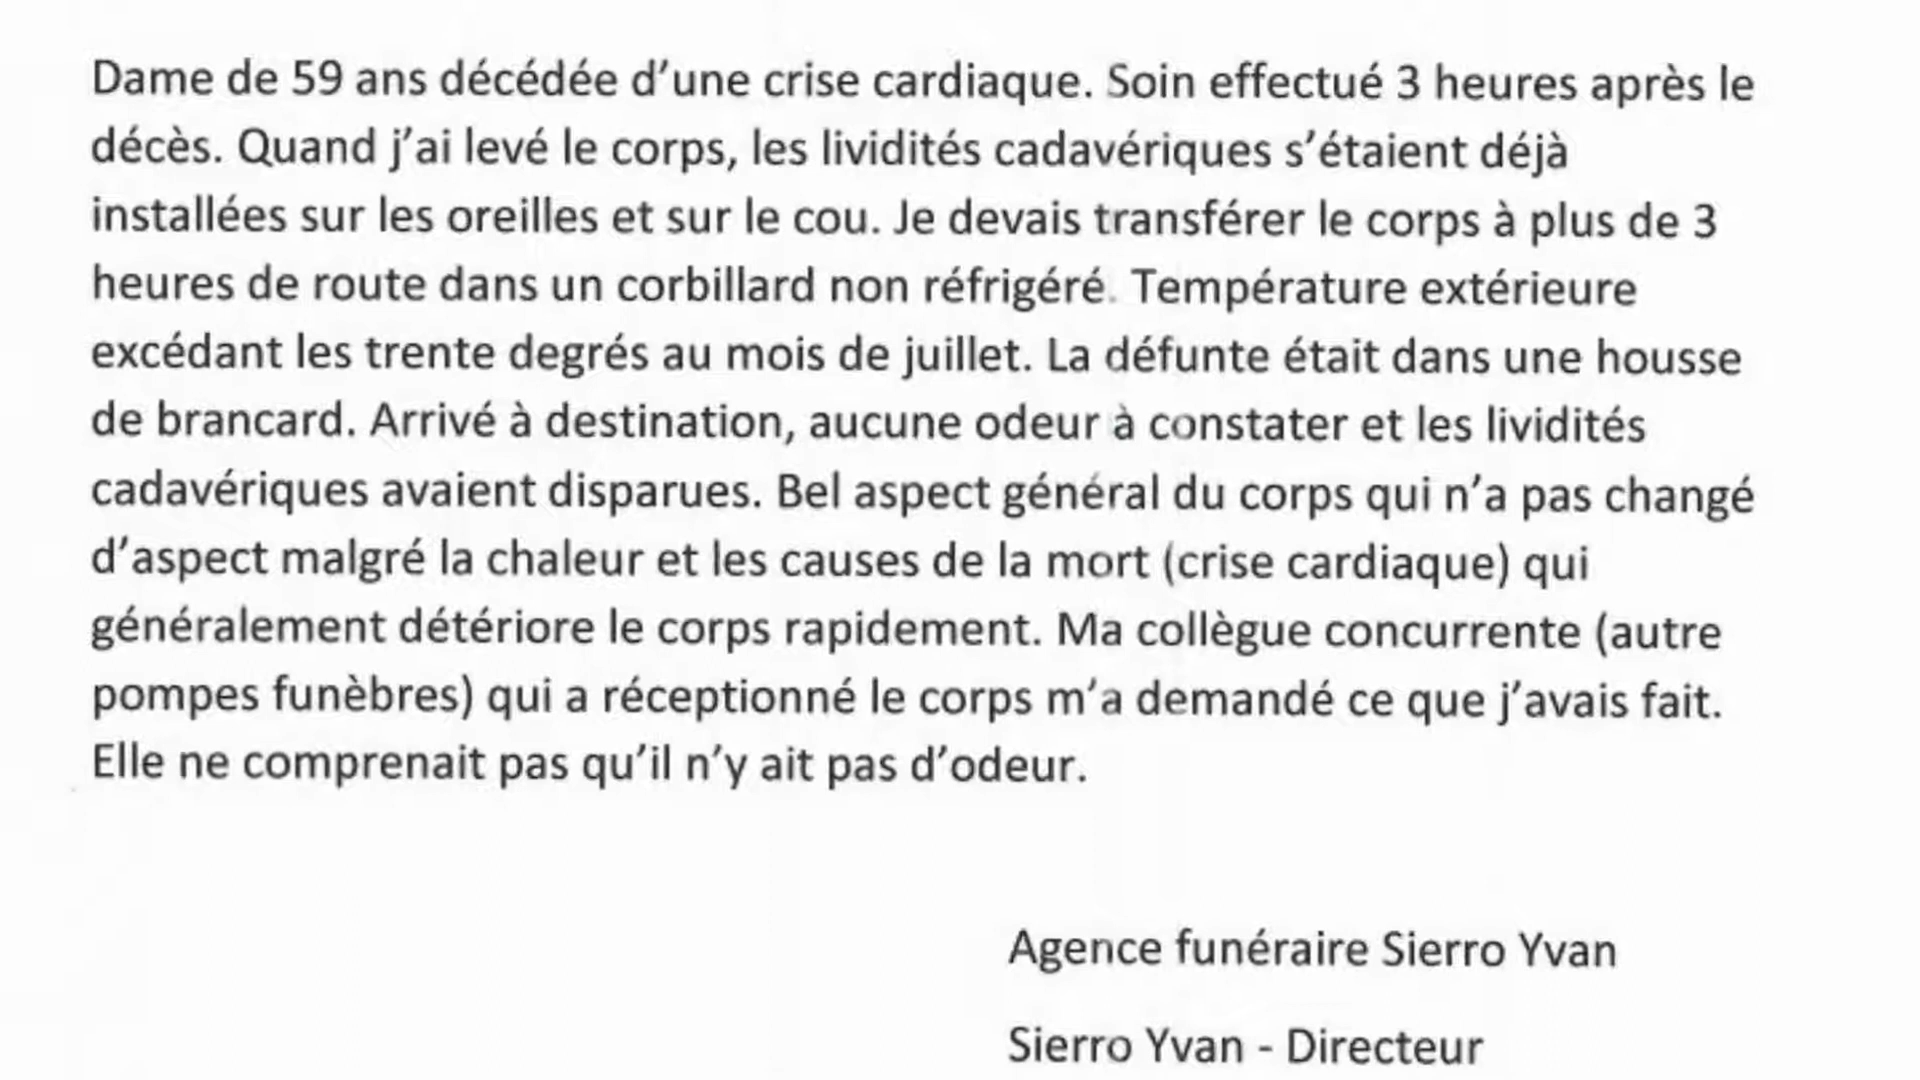 Dame de 59 ans décédée d’une crise cardiaque. Soin effectué 3 heures après le
décès. Quand j’ai levé le corps, les lividités cadavériques s’étaient déjà
installées sur les oreilles et sur le cou. Je devais transférer le corps à plus de 3
heures de route dans un corbillard non réfrigéré. Température extérieure
excédant les trente degrés au mois de juillet. La défunte était dans une housse
de brancard. Arrivé à destination, aucune odeur à constater et les lividités
cadavériques avaient disparues. Bel aspect général du corps qui n’a pas changé
d’aspect malgré la chaleur et les causes de la mort (crise cardiaque) qui
généralement détériore le corps rapidement. Ma collègue concurrente (autre
pompes funèbres) qui a réceptionné le corps m’a demandé ce que j’avais fait.
Elle ne comprenait pas qu’il n’y ait pas d’odeur.
Agence funéraire Sierro Yvan
Sierro Yvan - Directeur